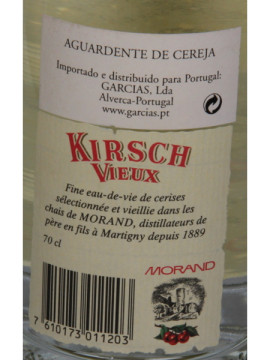 AGUARDENTE DE CEREJA
Importado e distribuido para Portugal:
GARCIAS, Lda
Alverca-Portugal
www.garcias.pt
KIRSCH
VIEUX
Fine eau-de-vie de cerises
sélectionnée et vieillie dans les
chais de MORAND, distillateurs de
père en fils à Martigny depuis 1889
70 cl
MORAND
7 610173 011203